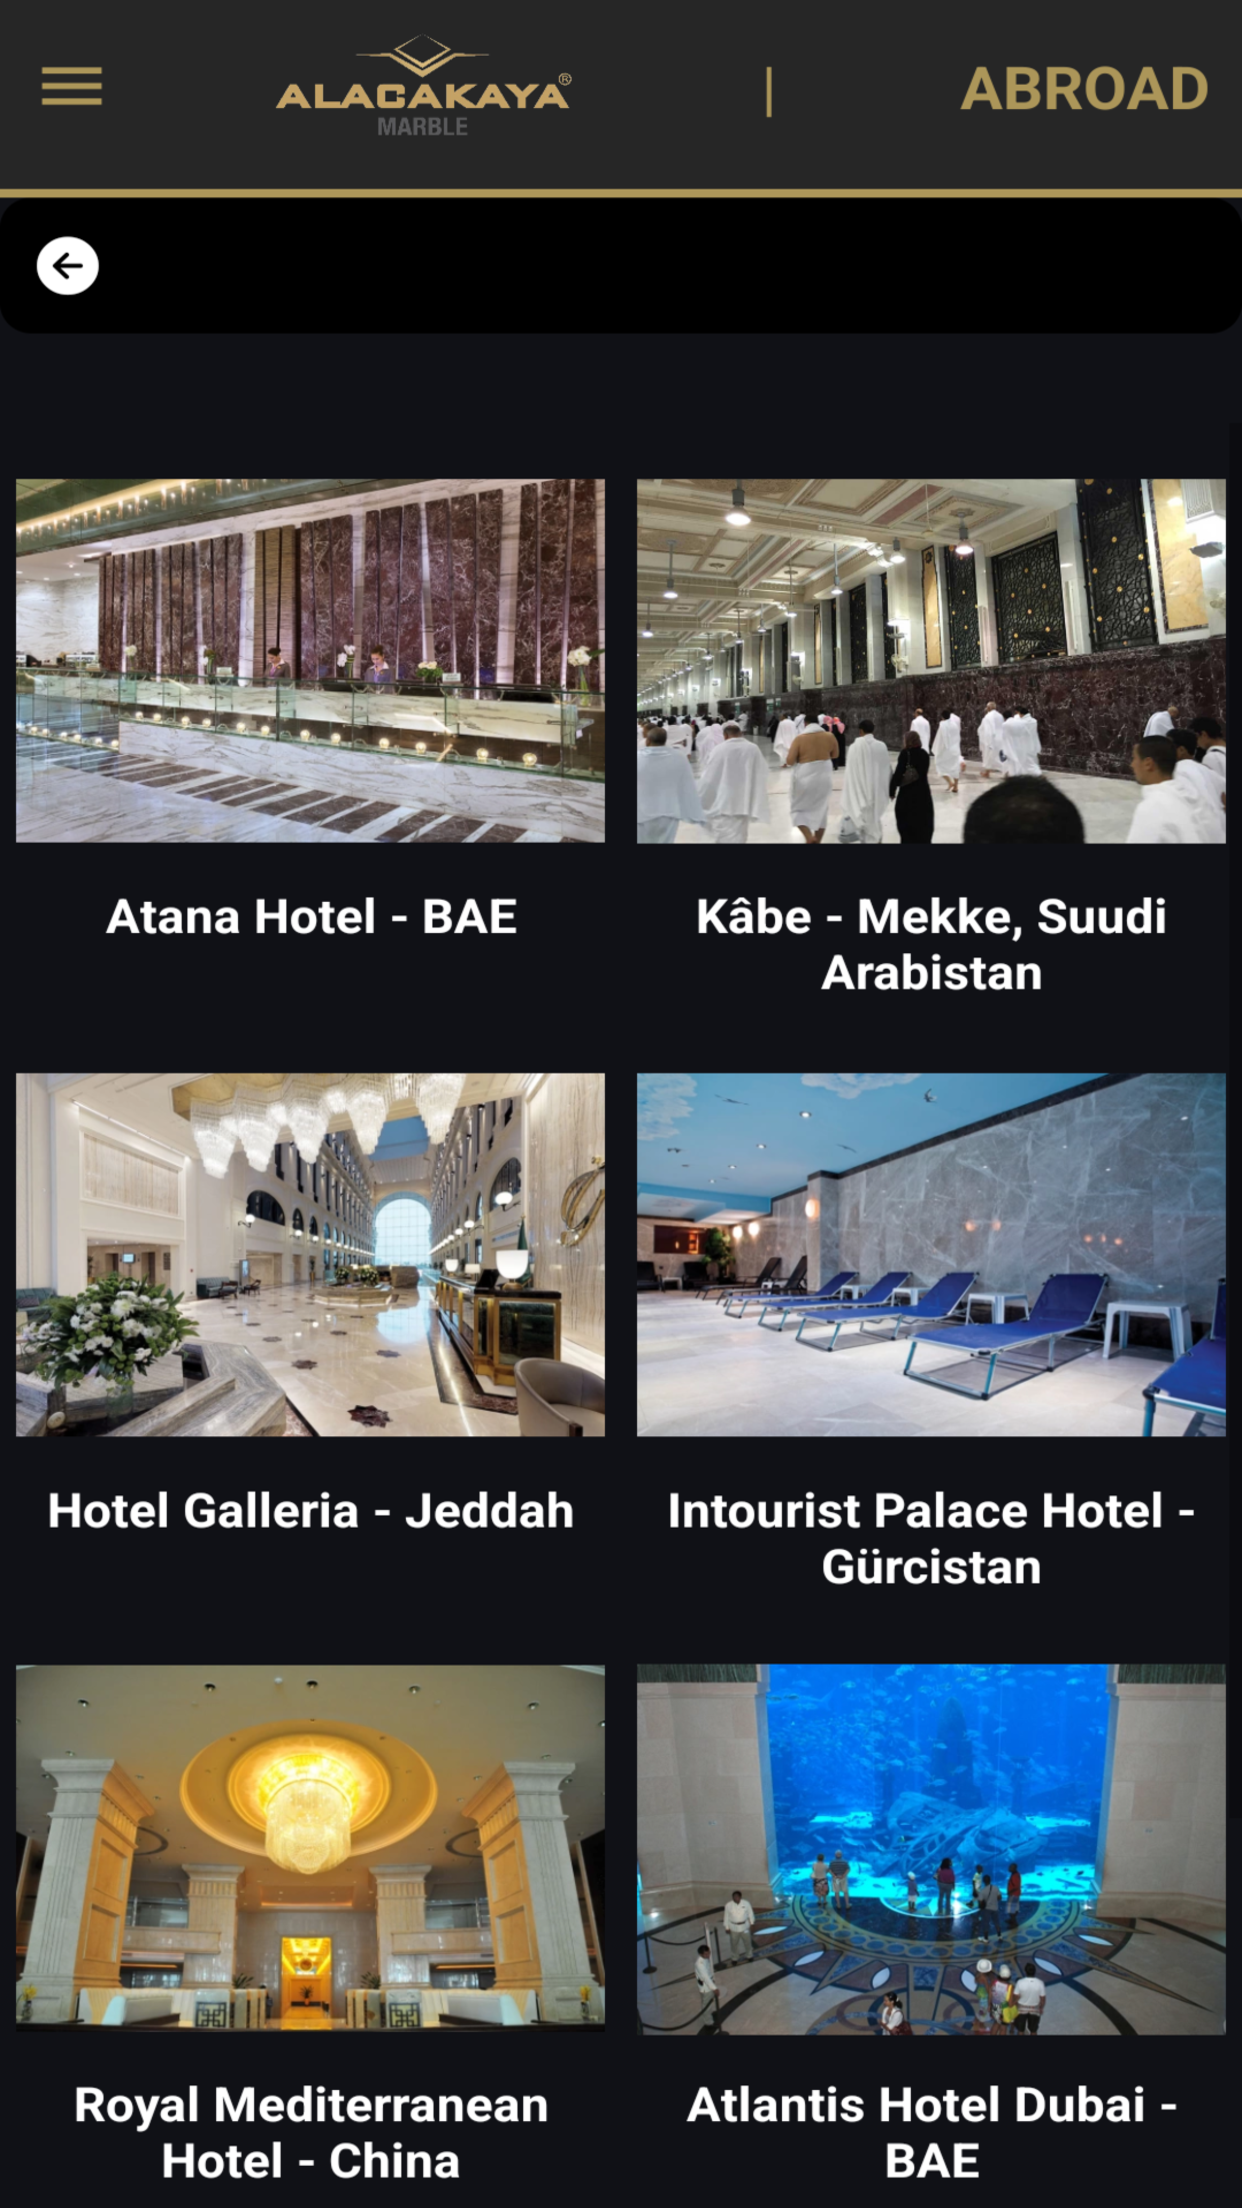 ALACAKAYA®
MARBLE
|
ABROAD
Atana Hotel - BAE
Kâbe - Mekke, Suudi
Arabistan
Hotel Galleria - Jeddah
Intourist Palace Hotel -
Gürcistan
Royal Mediterranean
Hotel - China
Atlantis Hotel Dubai -
BAE